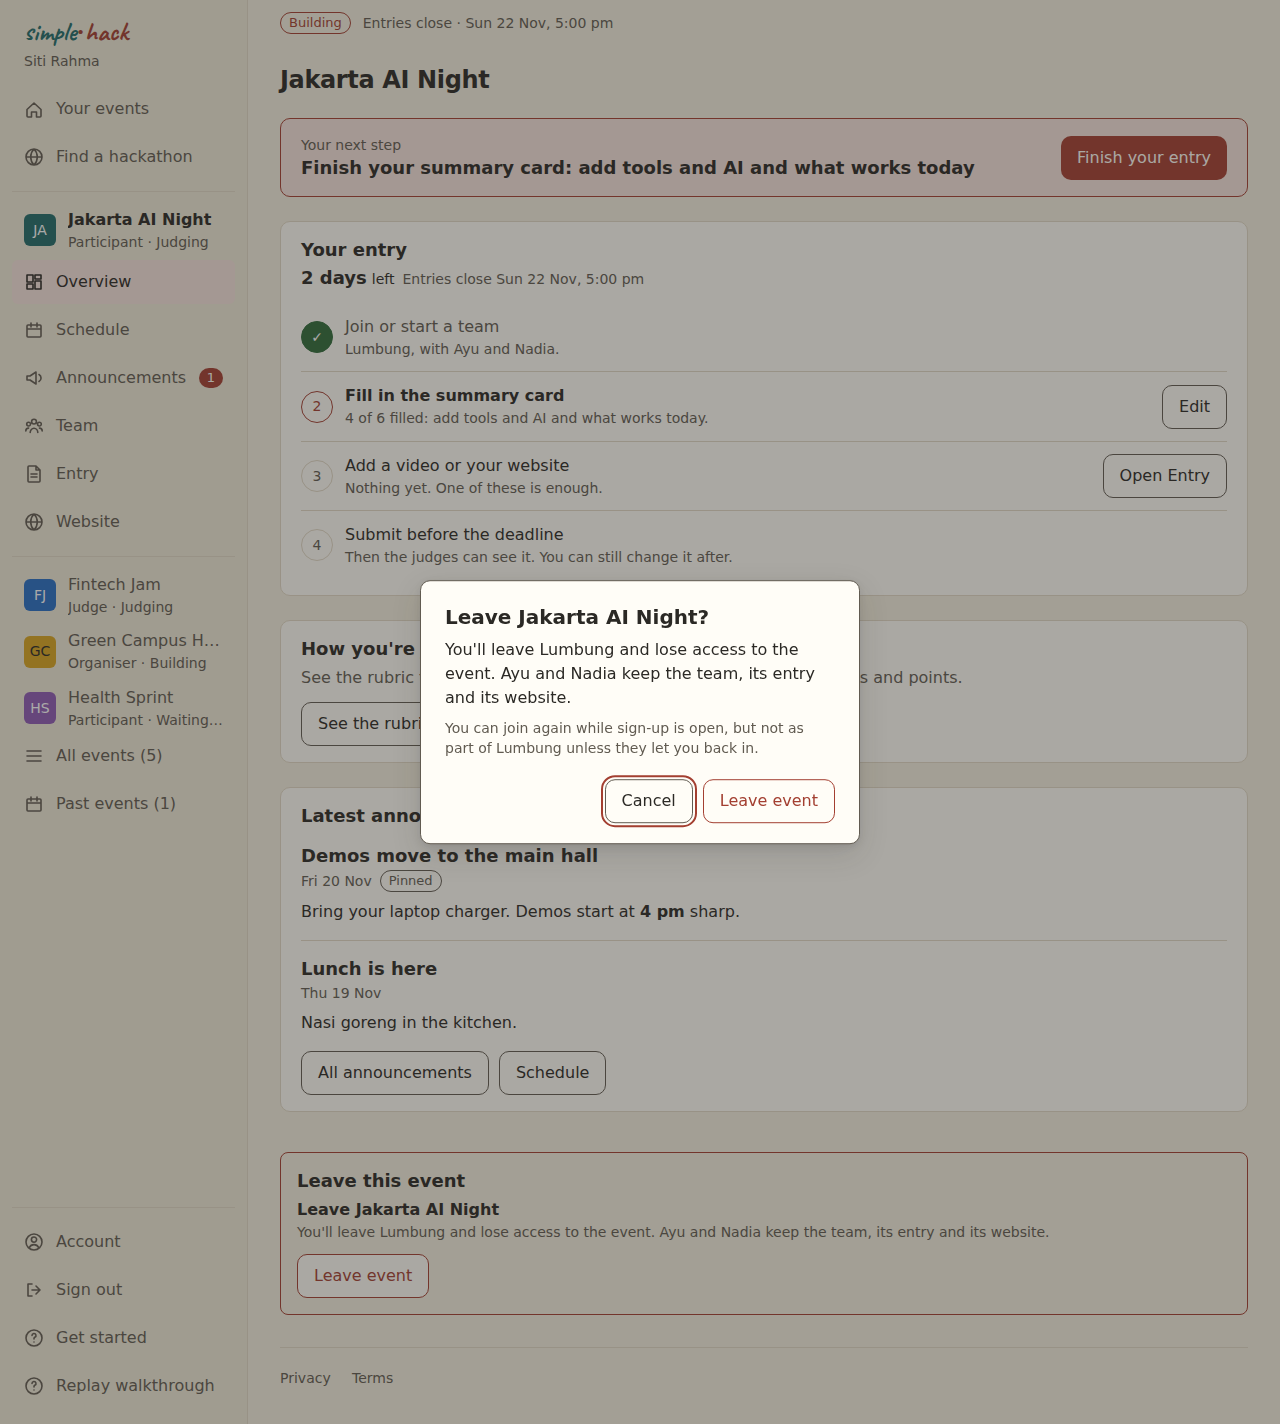 simple·hack
Siti Rahma
Your events
Find a hackathon
JA
Jakarta AI Night
Participant · Judging
Overview
Schedule
Announcements 1
Team
Entry
Website
FJ
Fintech Jam
Judge · Judging
GC
Green Campus H...
Organiser · Building
HS
Health Sprint
Participant · Waiting...
All events (5)
Past events (1)
Account
Sign out
Get started
Replay walkthrough
Building Entries close · Sun 22 Nov, 5:00 pm
Jakarta AI Night
Your next step
Finish your summary card: add tools and AI and what works today
Finish your entry
Your entry
2 days left Entries close Sun 22 Nov, 5:00 pm
✓
Join or start a team
Lumbung, with Ayu and Nadia.
2
Fill in the summary card
4 of 6 filled: add tools and AI and what works today.
Edit
3
Add a video or your website
Nothing yet. One of these is enough.
Open Entry
4
Submit before the deadline
Then the judges can see it. You can still change it after.
How you're
See the rubric
s and points.
See the rubri
Leave Jakarta AI Night?
You'll leave Lumbung and lose access to the
event. Ayu and Nadia keep the team, its entry
and its website.
You can join again while sign-up is open, but not as
part of Lumbung unless they let you back in.
Cancel
Leave event
Latest anno
Demos move to the main hall
Fri 20 Nov Pinned
Bring your laptop charger. Demos start at 4 pm sharp.
Lunch is here
Thu 19 Nov
Nasi goreng in the kitchen.
All announcements
Schedule
Leave this event
Leave Jakarta AI Night
You'll leave Lumbung and lose access to the event. Ayu and Nadia keep the team, its entry and its website.
Leave event
Privacy Terms